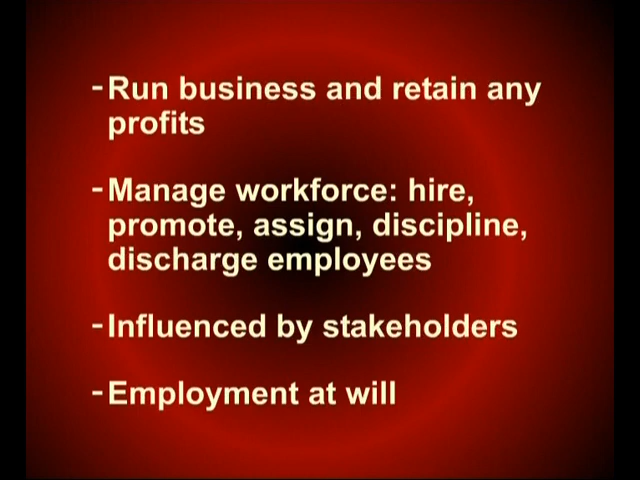 - Run business and retain any
profits
- Manage workforce: hire,
promote, assign, discipline,
discharge employees
- Influenced by stakeholders
- Employment at will